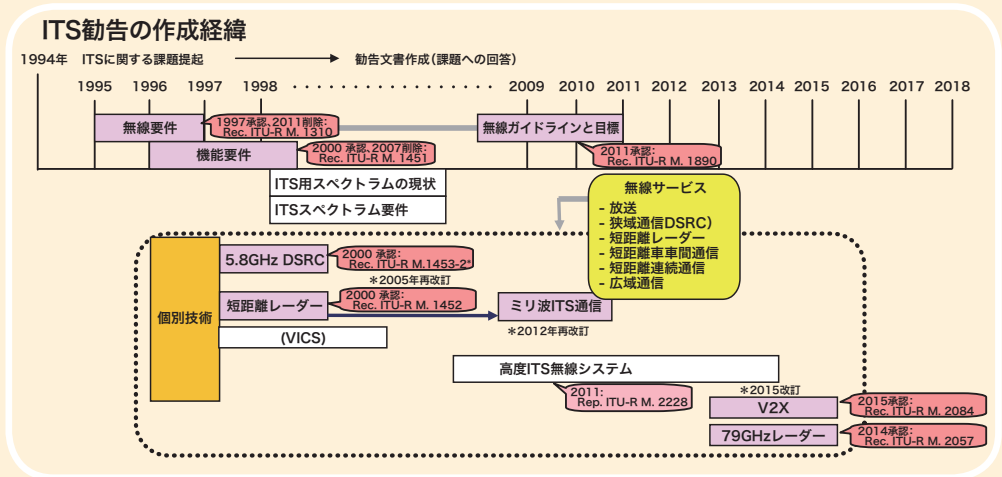 ITS勧告の作成経緯
1994年 ITSに関する課題提起 勧告文書作成(課題への回答)
1995 1996 1997 1998 2009 2010 2011 2012 2013 2014 2015 2016 2017 2018
無線要件
1997承認、2011削除:
Rec. ITU-R M. 1310
無線ガイドラインと目標
機能要件
2000 承認、2007削除:
Rec. ITU-R M. 1451
2011承認:
Rec. ITU-R M. 1890
ITS用スペクトラムの現状
ITSスペクトラム要件
無線サービス
- 放送
- 狭域通信DSRC)
- 短距離レーダー
- 短距離車車間通信
- 短距離連続通信
- 広域通信
個別技術
5.8GHz DSRC
2000 承認:
Rec. ITU-R M.1453-2*
*2005年再改訂
短距離レーダー
2000 承認:
Rec. ITU-R M. 1452
ミリ波ITS通信
*2012年再改訂
(VICS)
高度ITS無線システム
2011:
Rep. ITU-R M. 2228
*2015改訂
V2X
2015承認:
Rec. ITU-R M. 2084
79GHzレーダー
2014承認:
Rec. ITU-R M. 2057